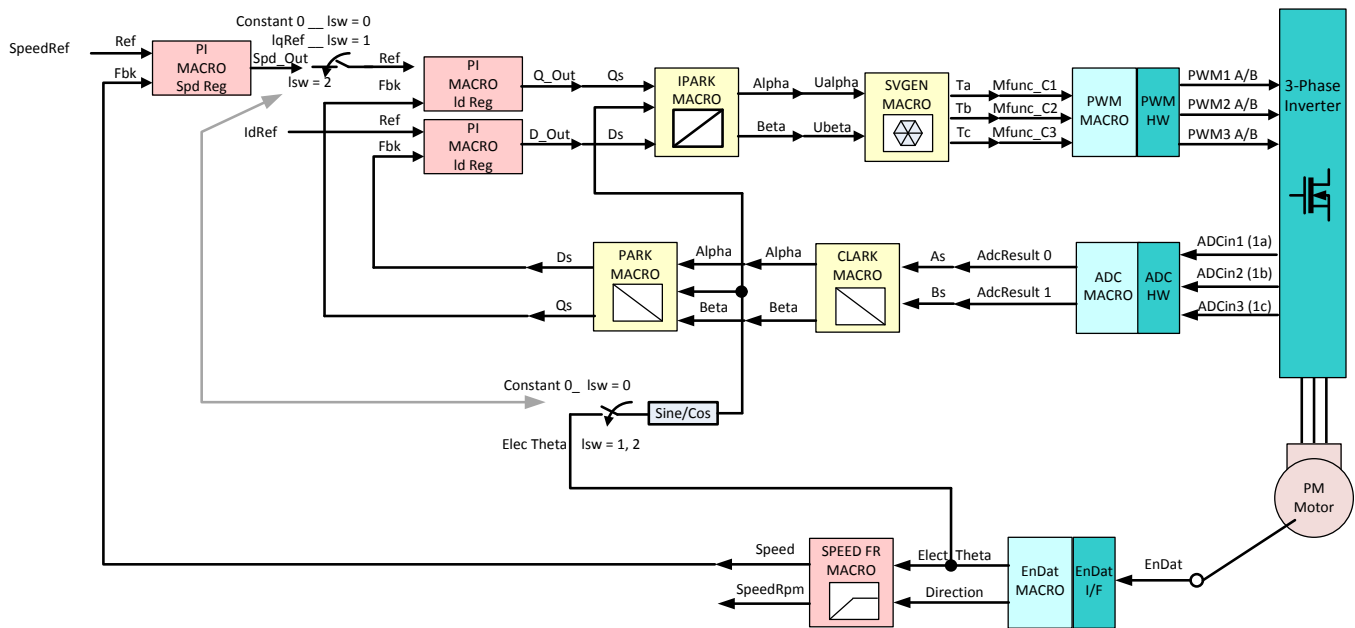 SpeedRef
Ref
Fbk
PI
MACRO
Spd Reg
Spd_Out
Constant 0 __ lsw = 0
IqRef __ lsw = 1
lsw = 2
Ref
Fbk
PI
MACRO
Id Reg
Q_Out
Qs
IdRef
Ref
Fbk
PI
MACRO
Id Reg
D_Out
Ds
IPARK
MACRO
Alpha
Ualpha
Beta
Ubeta
SVGEN
MACRO
Ta
Mfunc_C1
Tb
Mfunc_C2
Tc
Mfunc_C3
PWM
MACRO
PWM
HW
PWM1 A/B
PWM2 A/B
PWM3 A/B
3-Phase
Inverter
Ds
Qs
PARK
MACRO
Alpha
Alpha
Beta
Beta
CLARK
MACRO
As
AdcResult 0
Bs
AdcResult 1
ADC
MACRO
ADC
HW
ADCin1 (1a)
ADCin2 (1b)
ADCin3 (1c)
Constant 0_ lsw = 0
Sine/Cos
Elec Theta
lsw = 1, 2
PM
Motor
Speed
SpeedRpm
SPEED FR
MACRO
Elect_Theta
Direction
EnDat
MACRO
EnDat
I/F
EnDat